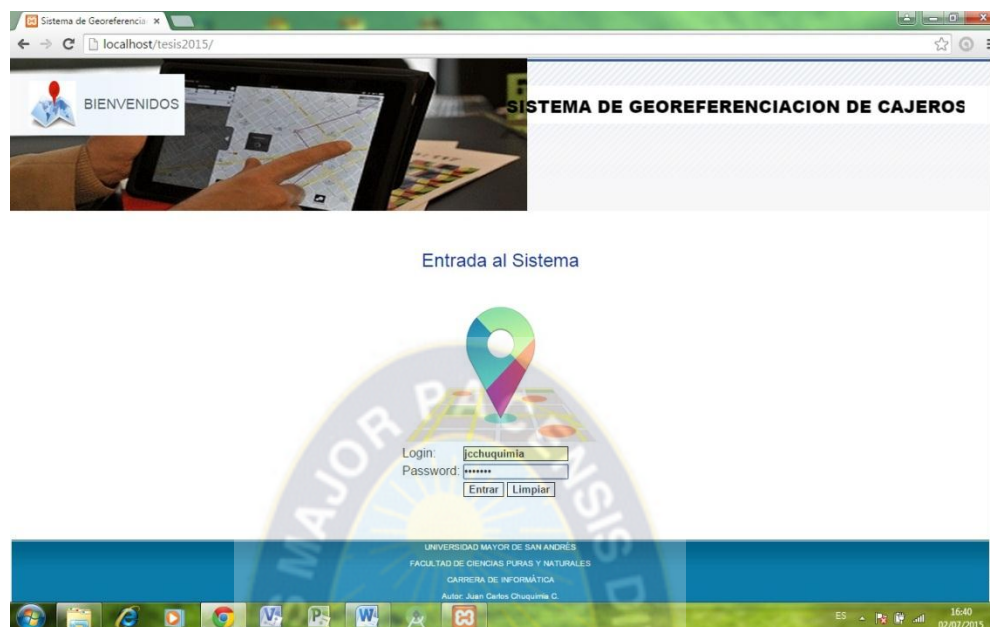 Sistema de Georeferencia
localhost/tesis2015/
BIENVENIDOS
SISTEMA DE GEOREFERENCIACION DE CAJEROS
Entrada al Sistema
Login: jcchuquimia
Password: •••••••
Entrar Limpiar
MAJOR PACENSIS D
UNIVERSIDAD MAYOR DE SAN ANDRÉS
FACULTAD DE CIENCIAS PURAS Y NATURALES
CARRERA DE INFORMÁTICA
Autor: Juan Carlos Chuquimia C.
ES
16:40
02/07/2015